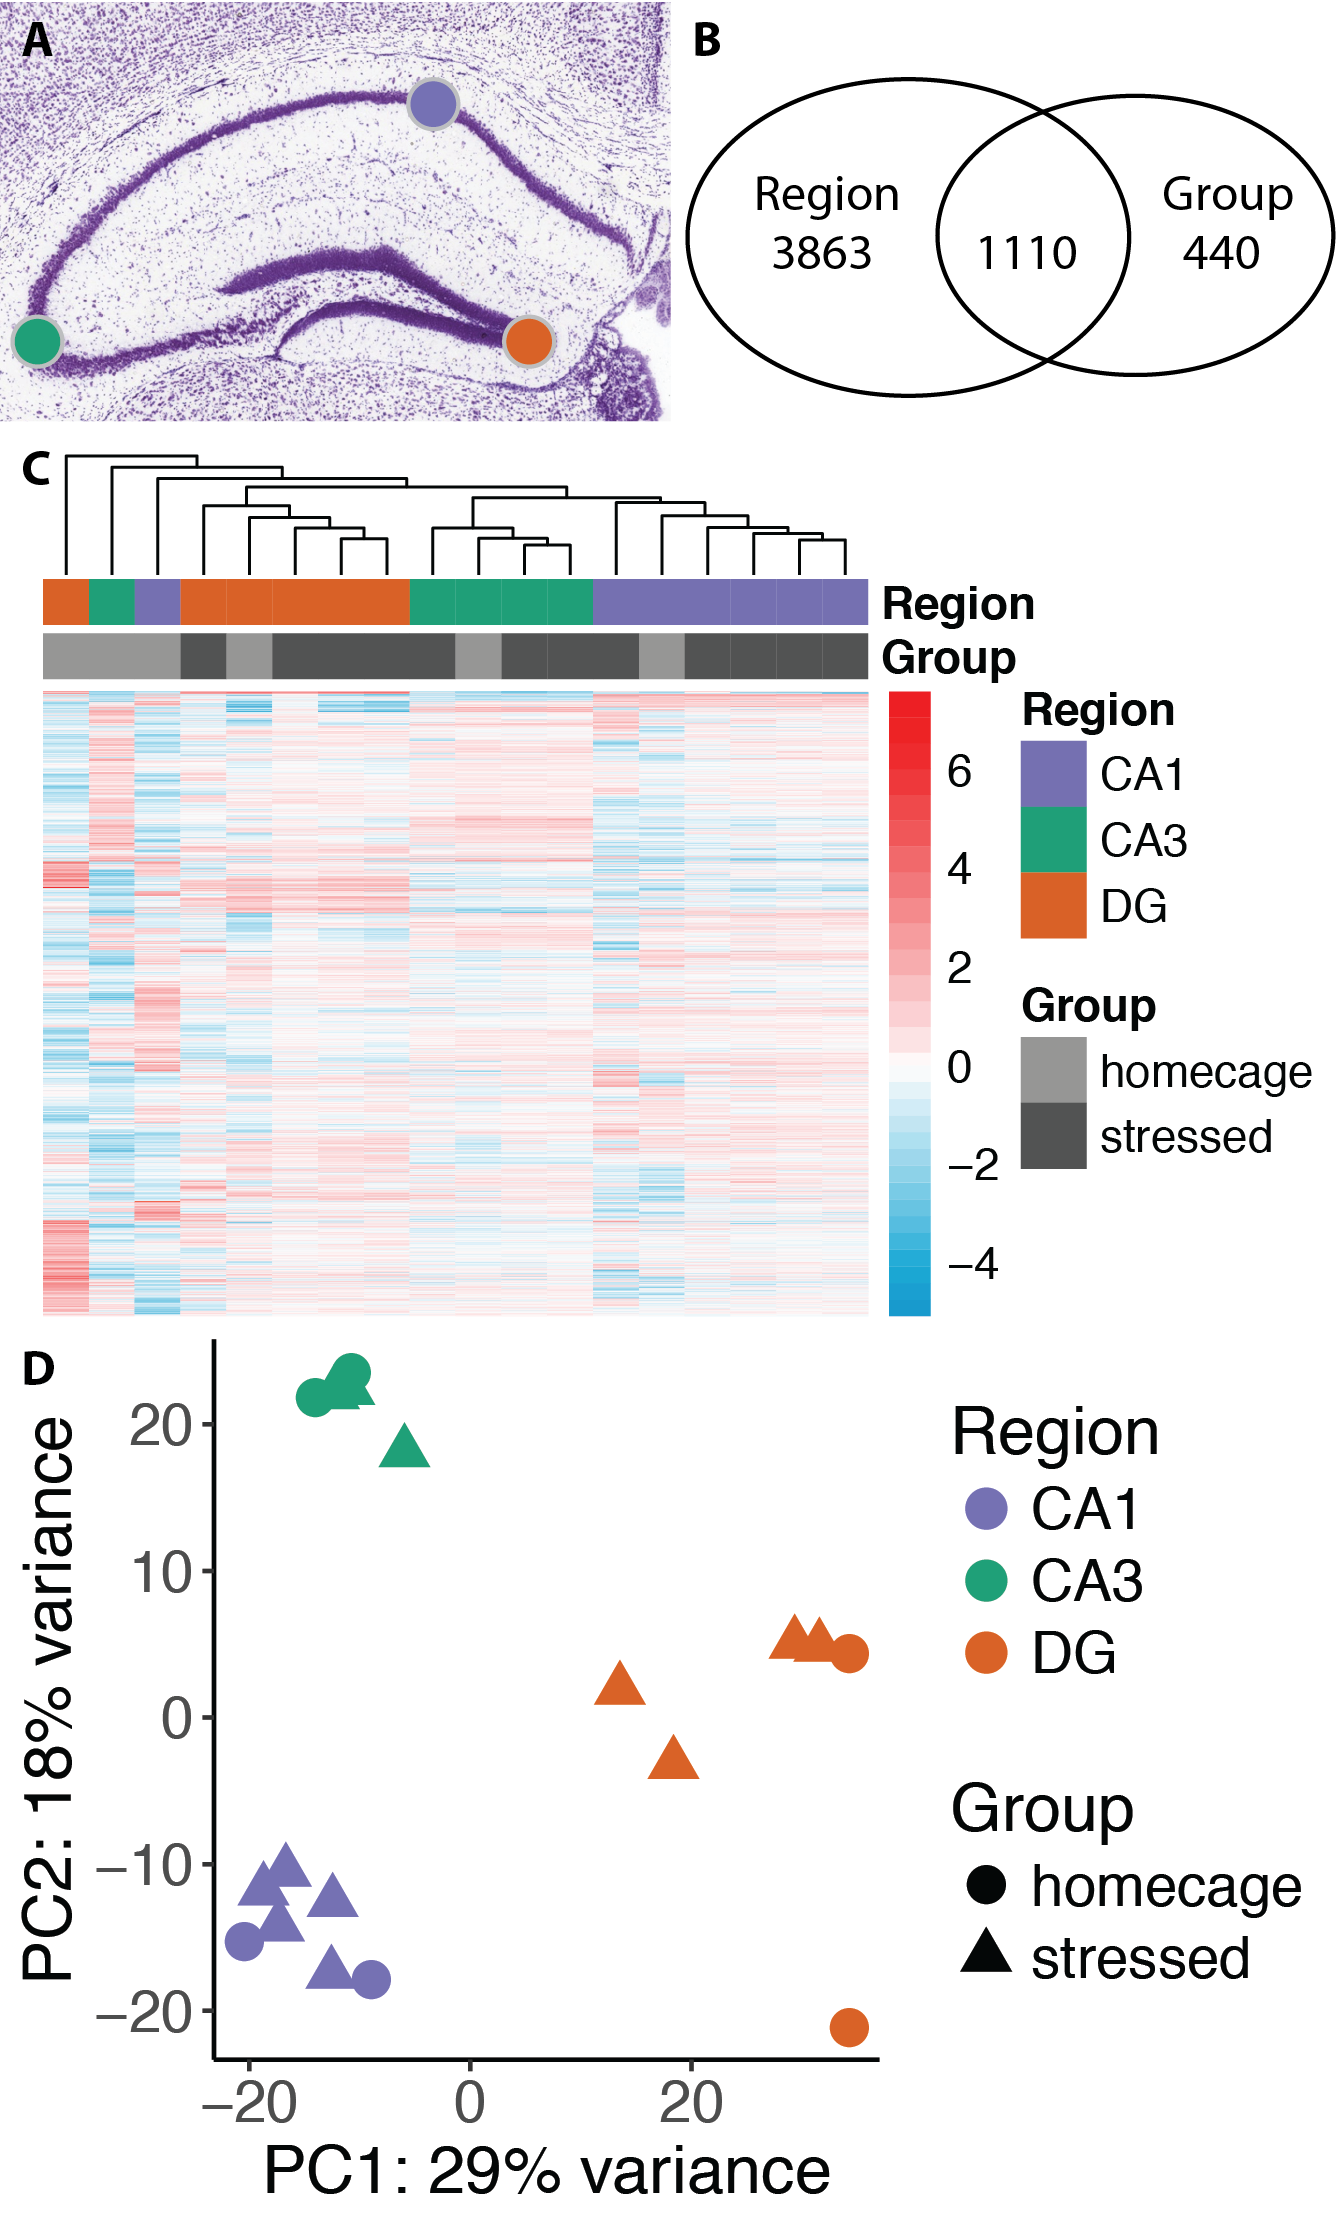 A
B
Region
3863
1110
Group
440
C
Region
Group
6
4
2
0
−2
−4
Region
CA1
CA3
DG
Group
homecage
stressed
D
PC2: 18% variance
20
10
0
−10
−20
−20 0 20
PC1: 29% variance
Region
CA1
CA3
DG
Group
homecage
stressed